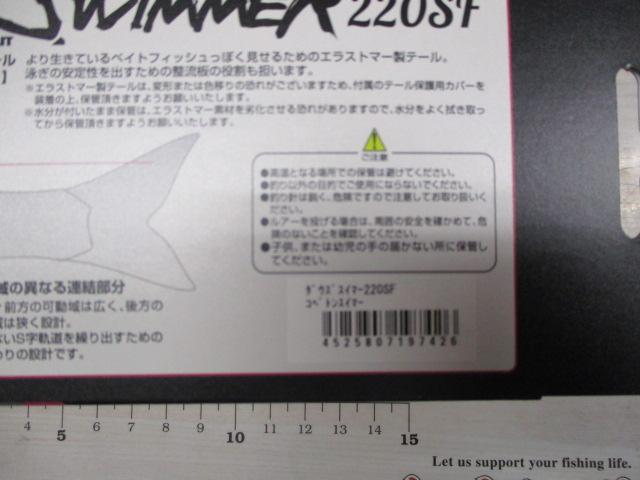 SWIMMER 220SF
より生きているベイトフィッシュっぽく見せるためのエラストマー製テール。
泳ぎの安定性を出すための整流板の役割も担います。
※エラストマー製テールは、変形または色移りの恐れがございますため、付属のテール保護用カバーを
装着の上、保管頂きますようお願いいたします。
※水分が付いたまま保管は、エラストマー素材を劣化させる恐れがありますので、水分をよく拭き取っ
てから保管頂きますようお願いいたします。
ご注意
●高温となる場所での保管は避けてください。
●釣り以外の目的でご使用にならないでください。
●釣り針は鋭く、危険ですので注意してお取り扱いく
ださい。
●ルアーを投げる場合は、周囲の安全を確かめて、危
険のないことを確認してください。
●子供、または幼児の手の届かない所に保管し
てください。
域の異なる連結部分
前方の可動域は広く、後方の
域は狭く設計。
ないS字軌道を繰り出すための
わりの設計です。
ダウズスイマー220SF
コベトンスイマー
4525807197426
4 5 6 7 8 9 10 11 12 13 14 15
Let us support your fishing life.